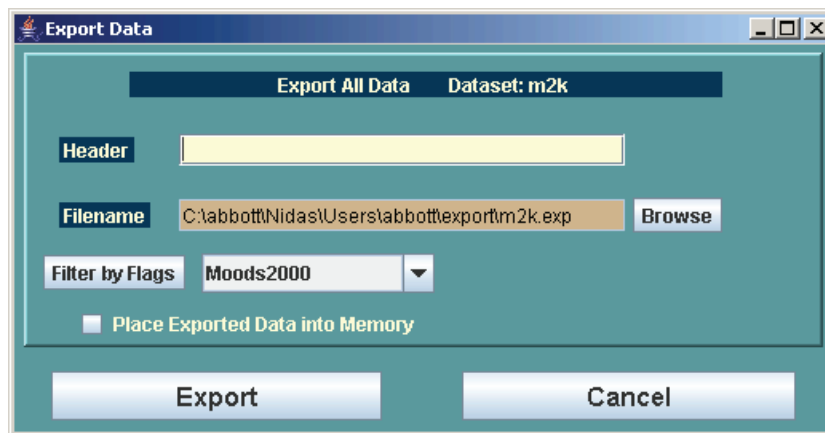 Export Data
Export All Data Dataset: m2k
Header
Filename C:\abbott\Nidas\Users\abbott\export\m2k.exp Browse
Filter by Flags Moods2000
Place Exported Data into Memory
Export Cancel